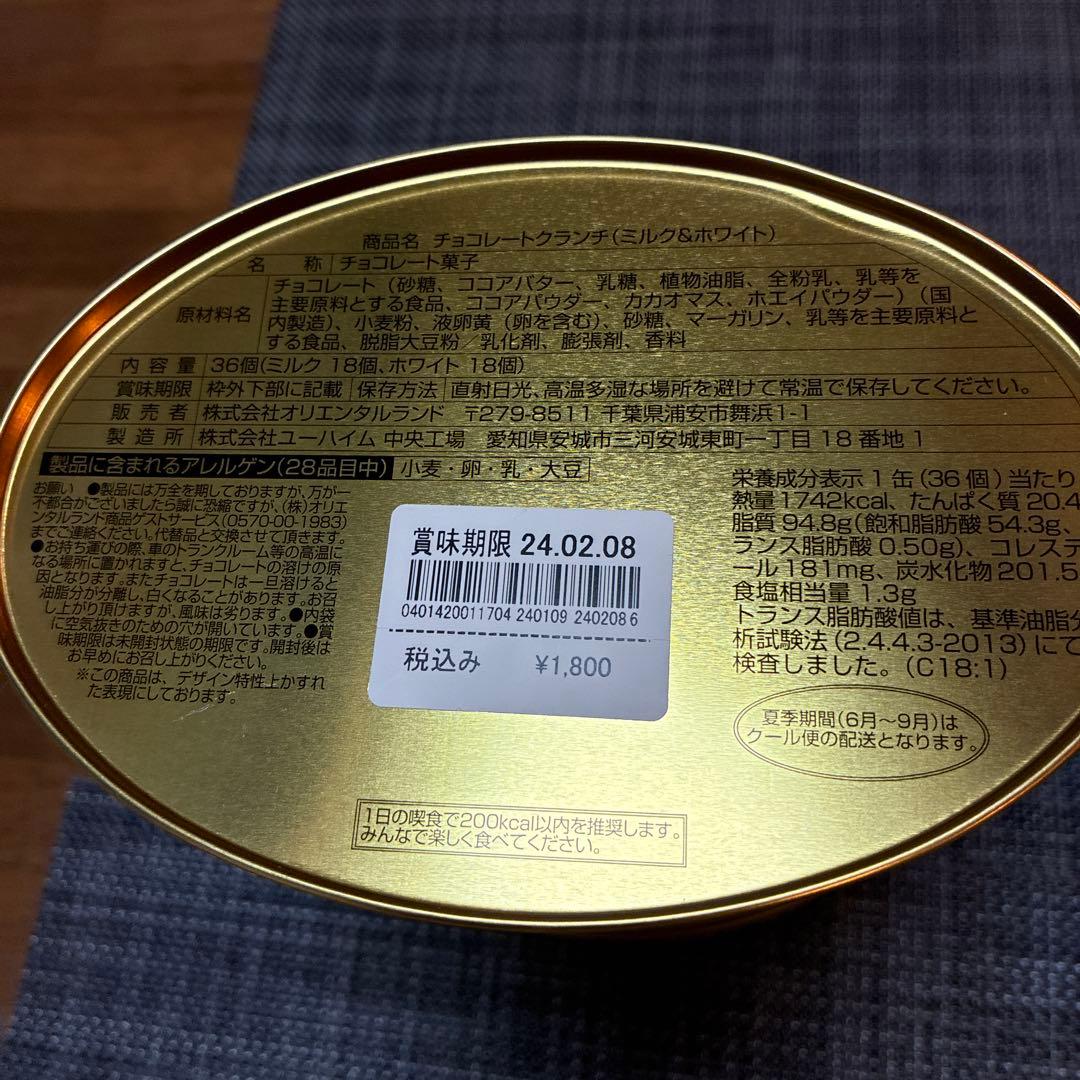 商品名 チョコレートクランチ(ミルク&ホワイト)
名 称 チョコレート菓子
原材料名 チョコレート(砂糖、ココアバター、乳糖、植物油脂、全粉乳、乳等を
主要原料とする食品、ココアパウダー、カカオマス、ホエイパウダー)(国
内製造)、小麦粉、液卵黄(卵を含む)、砂糖、マーガリン、乳等を主要原料と
する食品、脱脂大豆粉/乳化剤、膨張剤、香料
内 容 量 36個(ミルク 18個、ホワイト 18個)
賞味期限 枠外下部に記載 保存方法 直射日光、高温多湿な場所を避けて常温で保存してください。
販 売 者 株式会社オリエンタルランド 〒279-8511 千葉県浦安市舞浜1-1
製 造 所 株式会社ユーハイム 中央工場 愛知県安城市三河安城東町一丁目18番地1
製品に含まれるアレルゲン(28品目中) 小麦・卵・乳・大豆
お願い ●製品には万全を期しておりますが、万が一
不都合がございましたら誠に恐縮ですが、(株)オリエ
ンタルランド商品ゲストサービス(0570-00-1983)
までご連絡ください。代替品と交換させて頂きます。
●お持ち運びの際、車のトランクルーム等の高温に
なる場所に置かれますと、チョコレートの溶けの原
因となります。またチョコレートは一旦溶けると
油脂分が分離し、白くなることがあります。お召
し上がり頂けますが、風味は劣ります。●内袋
に空気抜きのための穴が開いています。●賞
味期限は未開封状態の期限です。開封後は
お早めにお召し上がりください。
※この商品は、デザイン特性上かすれ
た表現にしております。
賞味期限 24.02.08
0401420011704 240109 2402086
税込み ¥1,800
栄養成分表示 1缶(36個)当たり
熱量1742kcal、たんぱく質20.4
脂質94.8g(飽和脂肪酸54.3g、
ランス脂肪酸0.50g)、コレステ
ール181mg、炭水化物201.5
食塩相当量1.3g
トランス脂肪酸値は、基準油脂分
析試験法(2.4.4.3-2013)にて
検査しました。(C18:1)
夏季期間(6月~9月)は
クール便の配送となります。
1日の喫食で200kcal以内を推奨します。
みんなで楽しく食べてください。